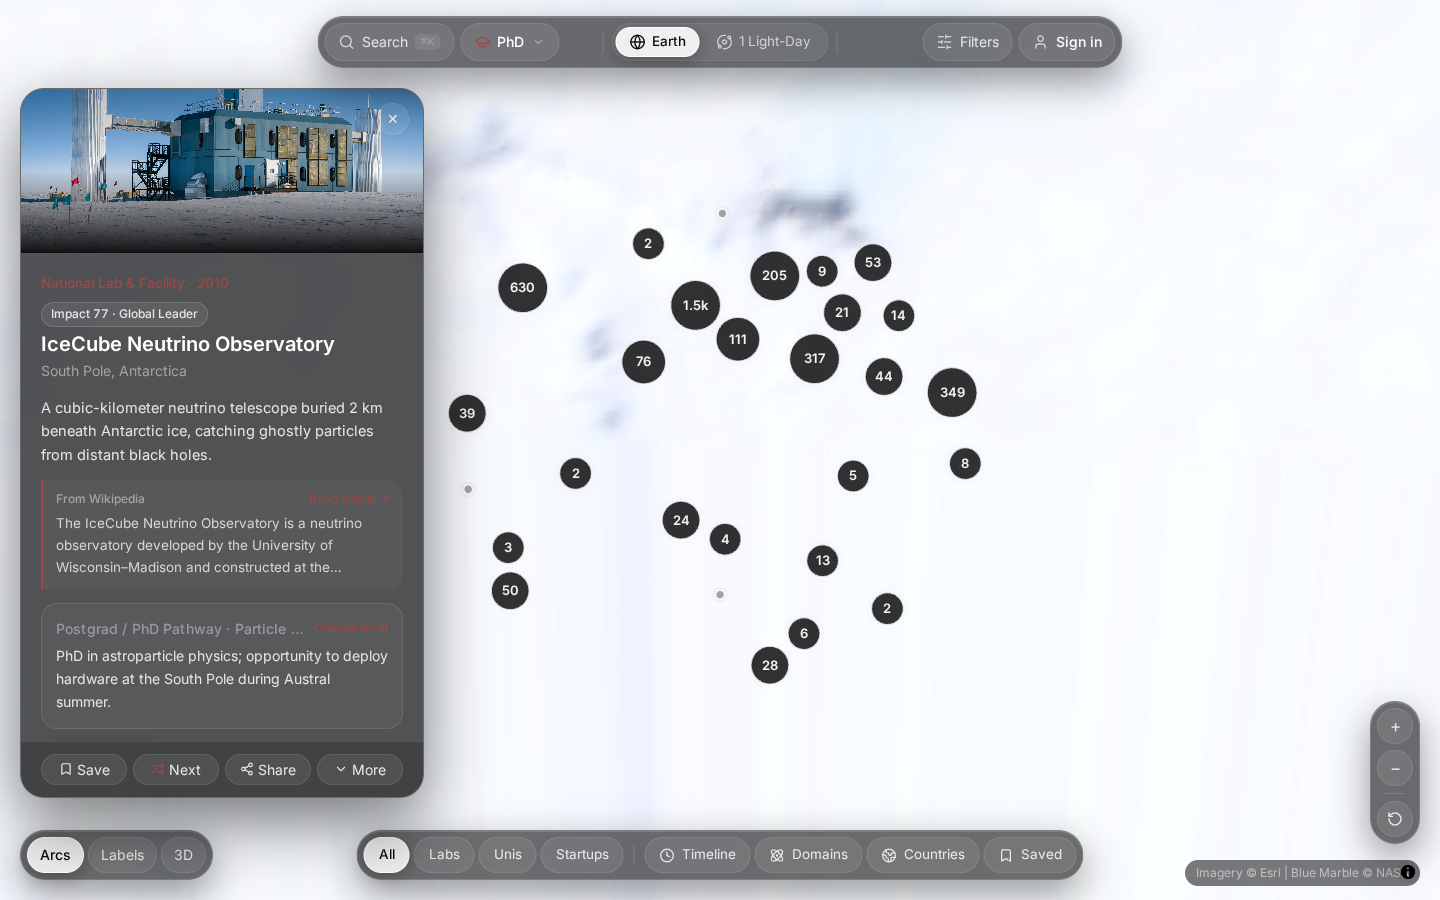 Search ⌘K
PhD
Earth
1 Light-Day
Filters
Sign in
National Lab & Facility · 2010
Impact 77 · Global Leader
IceCube Neutrino Observatory
South Pole, Antarctica
A cubic-kilometer neutrino telescope buried 2 km
beneath Antarctic ice, catching ghostly particles
from distant black holes.
From Wikipedia
Read article ↗
The IceCube Neutrino Observatory is a neutrino
observatory developed by the University of
Wisconsin–Madison and constructed at the...
Postgrad / PhD Pathway · Particle ...
Change level
PhD in astroparticle physics; opportunity to deploy
hardware at the South Pole during Austral
summer.
Save
Next
Share
More
2
630
205
9
53
1.5k
21
14
111
76
317
44
349
39
2
5
8
24
4
3
13
50
2
6
28
+
−
Arcs
Labels
3D
All
Labs
Unis
Startups
Timeline
Domains
Countries
Saved
Imagery © Esri | Blue Marble © NAS